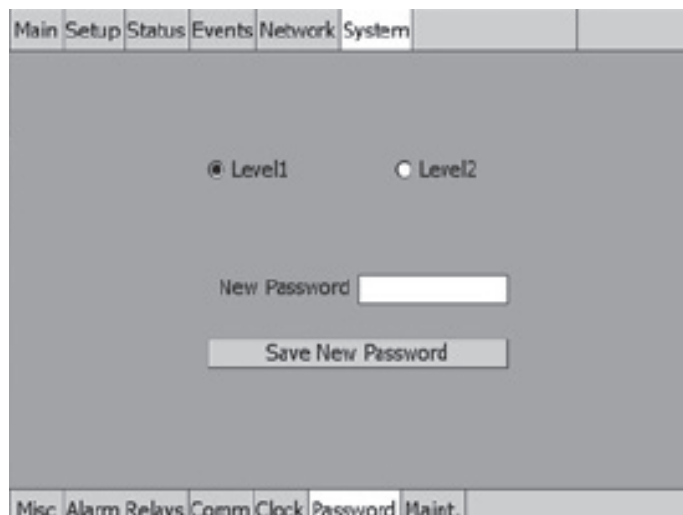 Main Setup Status Events Network System
Level1 Level2
New Password
Save New Password
Misc Alarm Relays Comm Clock Password Maint.